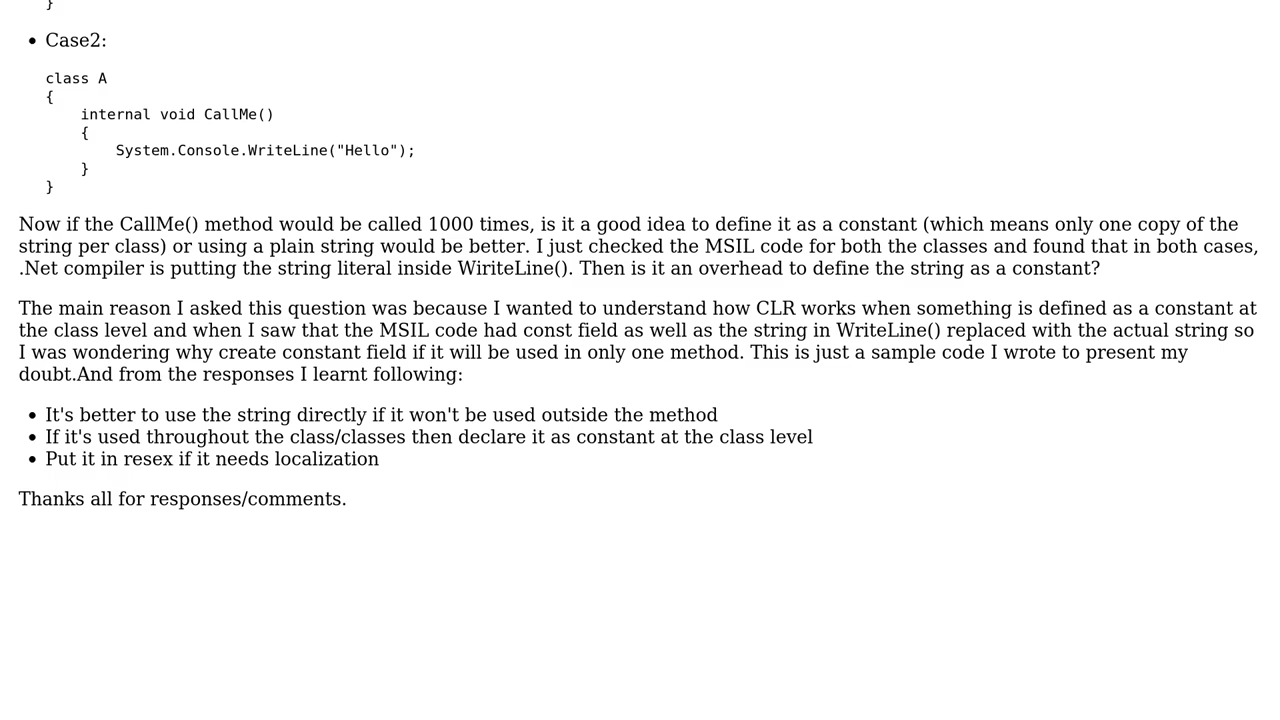 }
• Case2:
class A
{
    internal void CallMe()
    {
        System.Console.WriteLine("Hello");
    }
}
Now if the CallMe() method would be called 1000 times, is it a good idea to define it as a constant (which means only one copy of the
string per class) or using a plain string would be better. I just checked the MSIL code for both the classes and found that in both cases,
.Net compiler is putting the string literal inside WiriteLine(). Then is it an overhead to define the string as a constant?
The main reason I asked this question was because I wanted to understand how CLR works when something is defined as a constant at
the class level and when I saw that the MSIL code had const field as well as the string in WriteLine() replaced with the actual string so
I was wondering why create constant field if it will be used in only one method. This is just a sample code I wrote to present my
doubt.And from the responses I learnt following:
• It's better to use the string directly if it won't be used outside the method
• If it's used throughout the class/classes then declare it as constant at the class level
• Put it in resex if it needs localization
Thanks all for responses/comments.